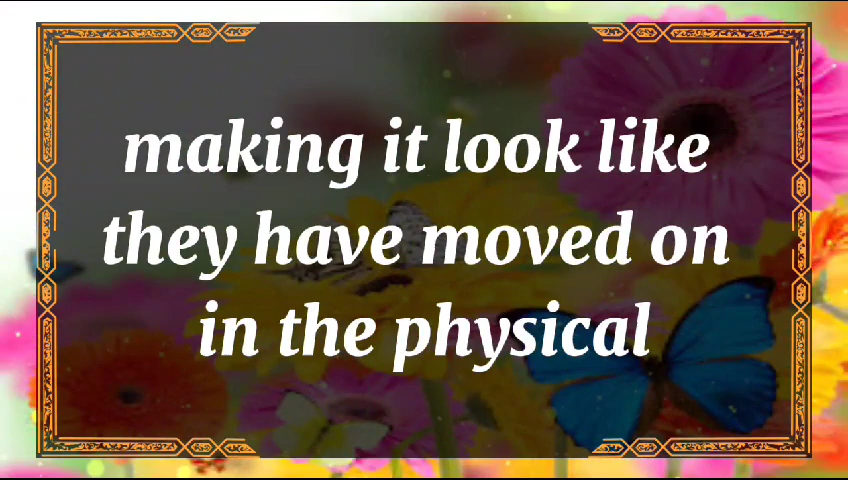 making it look like
they have moved on
in the physical